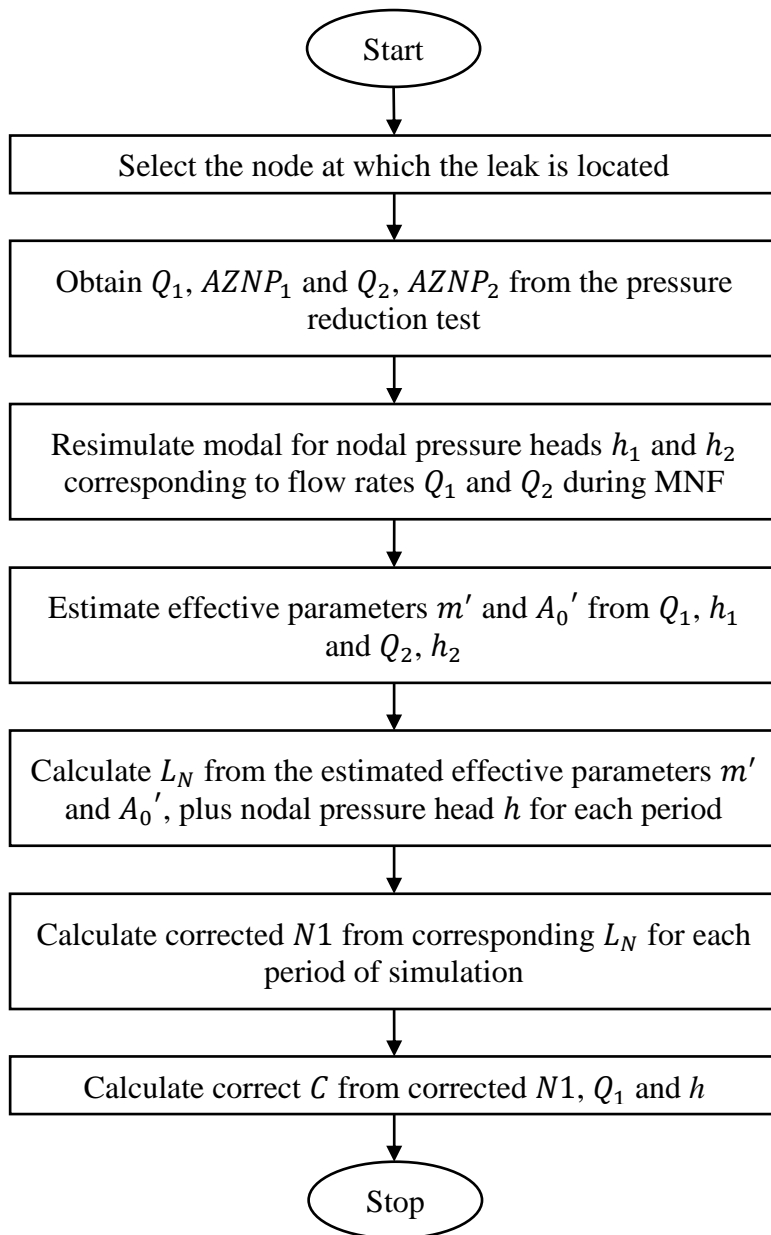 Start
Select the node at which the leak is located
Obtain Q₁, AZNP₁ and Q₂, AZNP₂ from the pressure
reduction test
Resimulate modal for nodal pressure heads h₁ and h₂
corresponding to flow rates Q₁ and Q₂ during MNF
Estimate effective parameters m′ and A₀′ from Q₁, h₁
and Q₂, h₂
Calculate L_N from the estimated effective parameters m′
and A₀′, plus nodal pressure head h for each period
Calculate corrected N1 from corresponding L_N for each
period of simulation
Calculate correct C from corrected N1, Q₁ and h
Stop